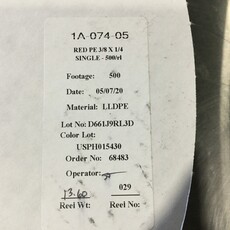 1A-074-05
RED PE 3/8 X 1/4
SINGLE - 500/rl
Footage: 500
Date: 05/07/20
Material: LLDPE
Lot No: D661J9RL3D
Color Lot:
USPH015430
Order No: 68483
Operator:
13.60 029
Reel Wt: Reel No: